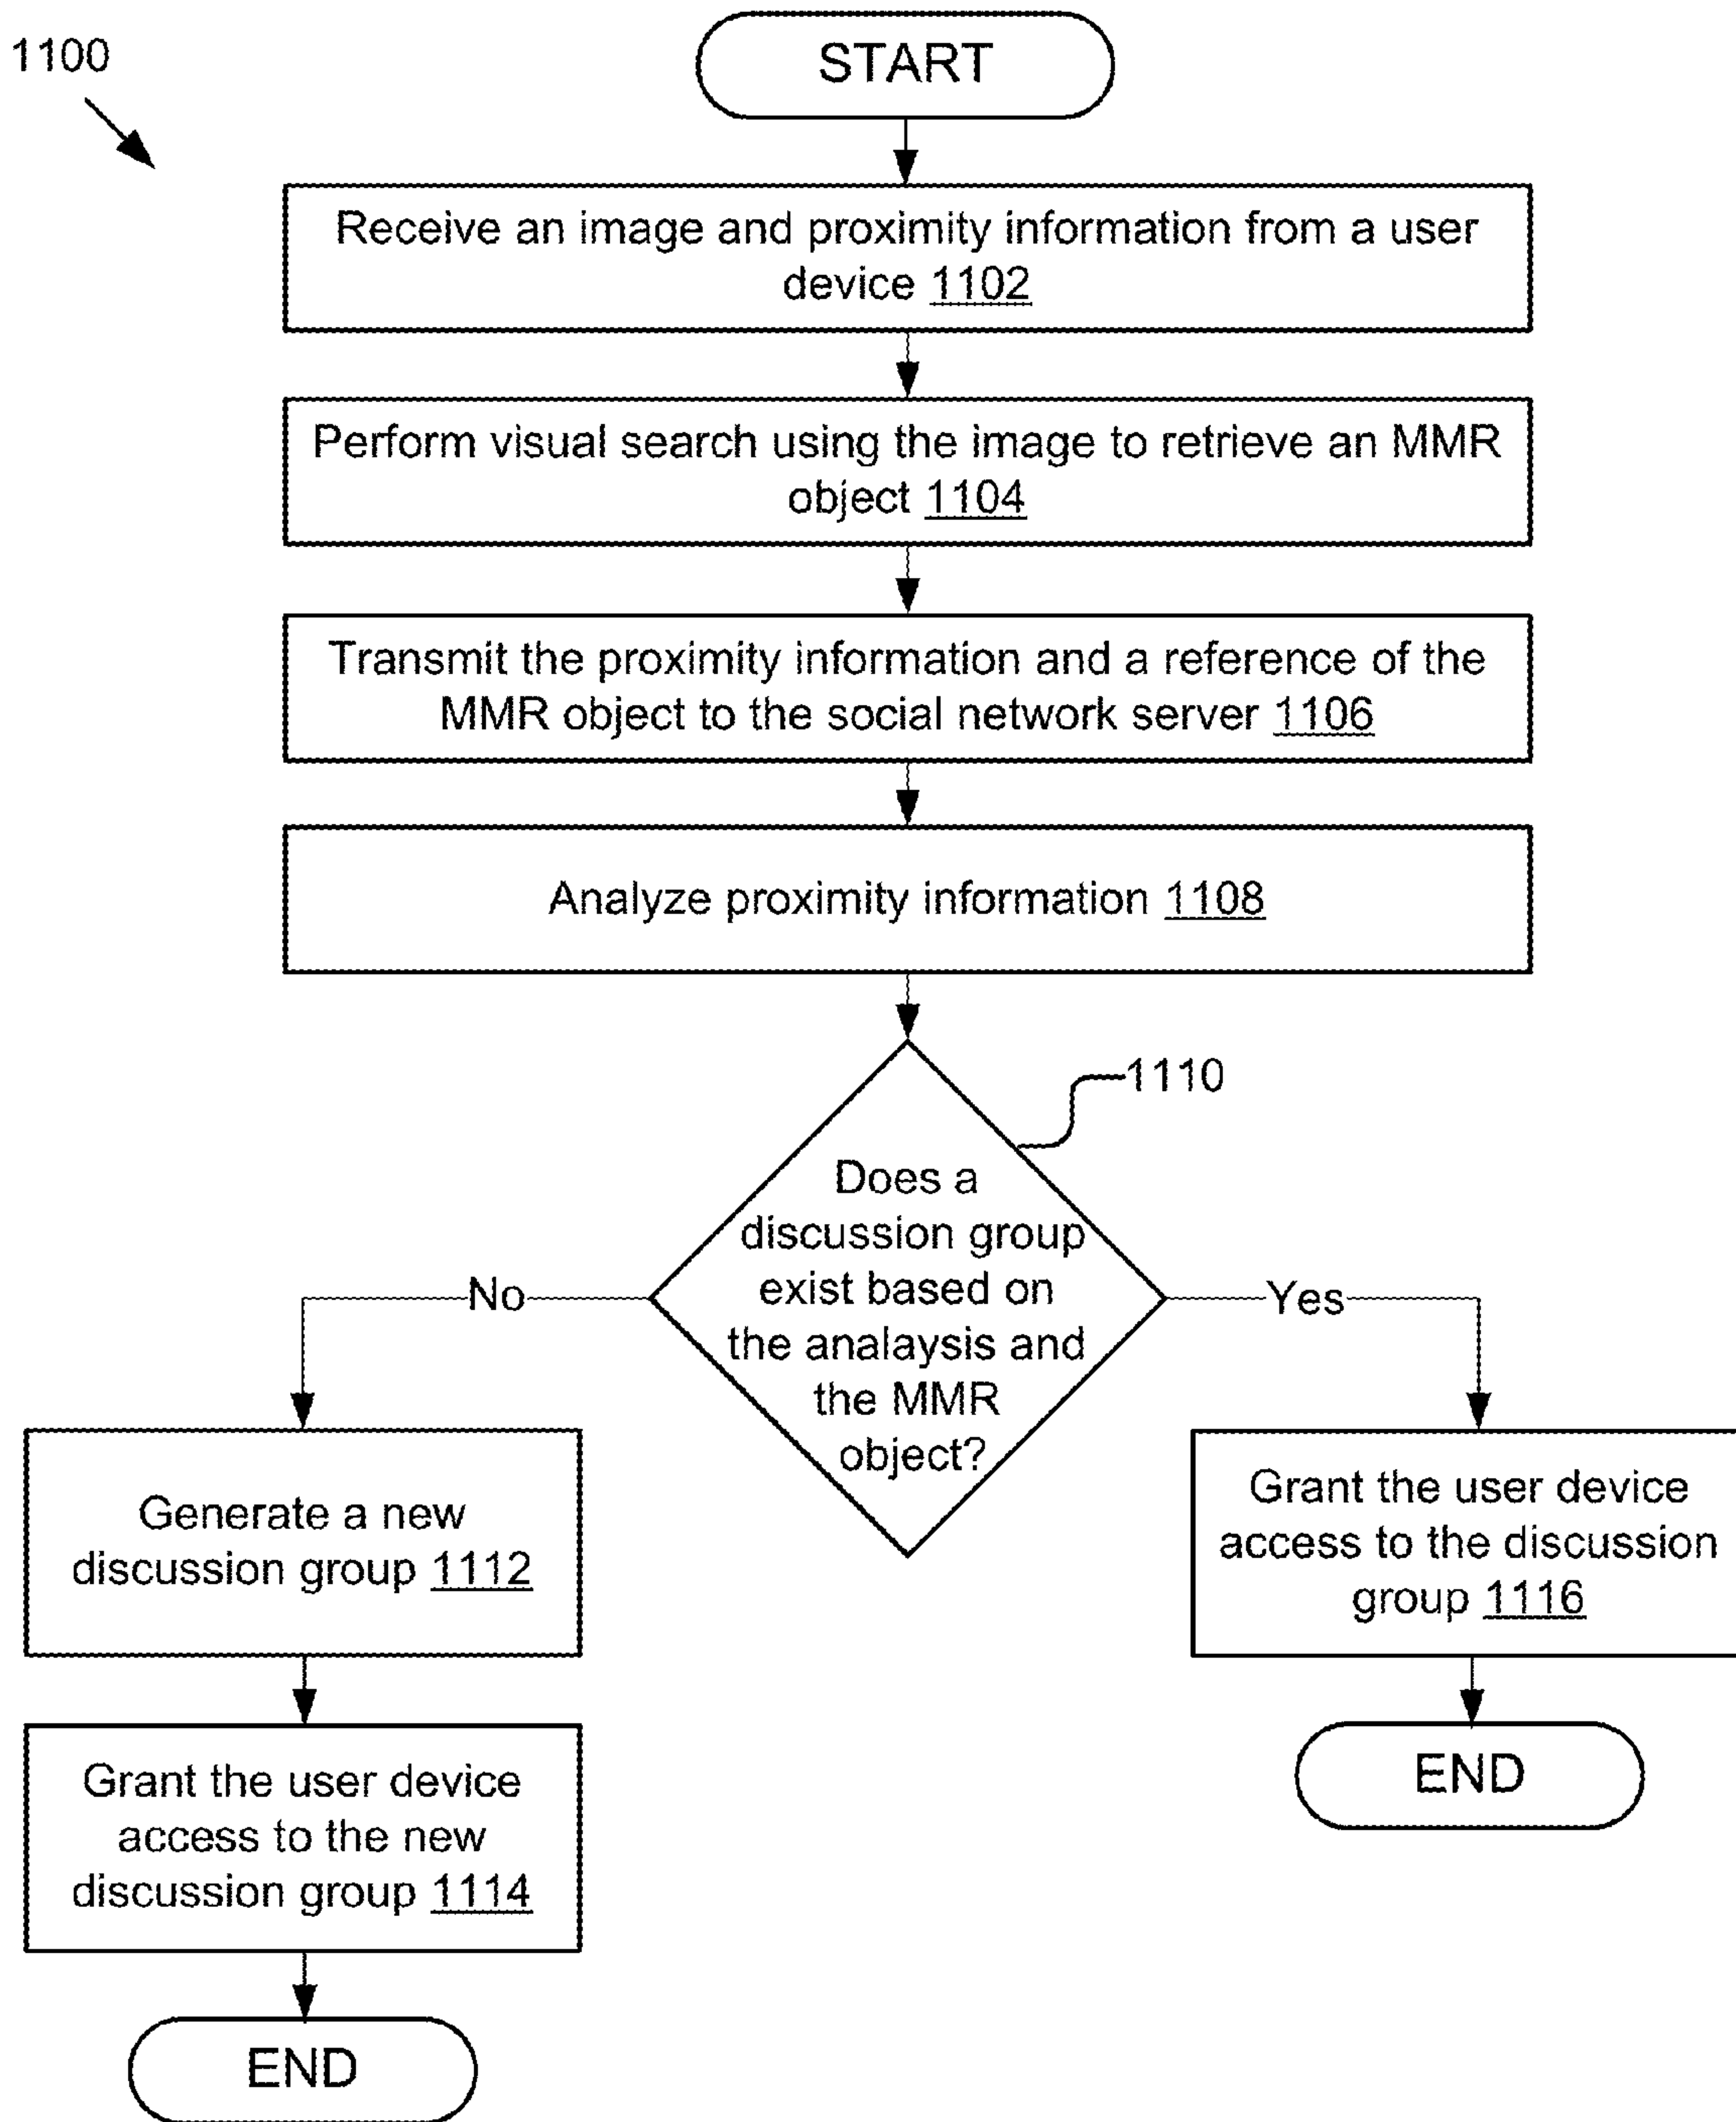 1100
START
Receive an image and proximity information from a user
device 1102
Perform visual search using the image to retrieve an MMR
object 1104
Transmit the proximity information and a reference of the
MMR object to the social network server 1106
Analyze proximity information 1108
1110
Does a
discussion group
exist based on
the analaysis and
the MMR
object?
No
Yes
Generate a new
discussion group 1112
Grant the user device
access to the new
discussion group 1114
END
Grant the user device
access to the discussion
group 1116
END